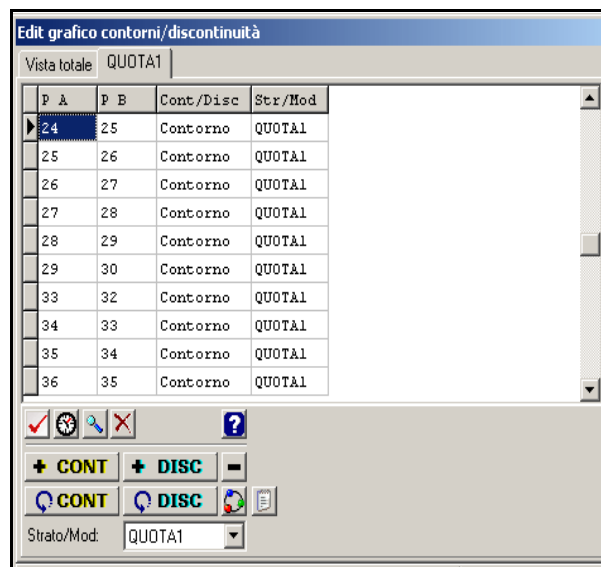 Edit grafico contorni/discontinuità
Vista totale QUOTA1
P A P B Cont/Disc Str/Mod
24 25 Contorno QUOTA1
25 26 Contorno QUOTA1
26 27 Contorno QUOTA1
27 28 Contorno QUOTA1
28 29 Contorno QUOTA1
29 30 Contorno QUOTA1
33 32 Contorno QUOTA1
34 33 Contorno QUOTA1
35 34 Contorno QUOTA1
36 35 Contorno QUOTA1
?
+ CONT + DISC -
CONT DISC
Strato/Mod: QUOTA1